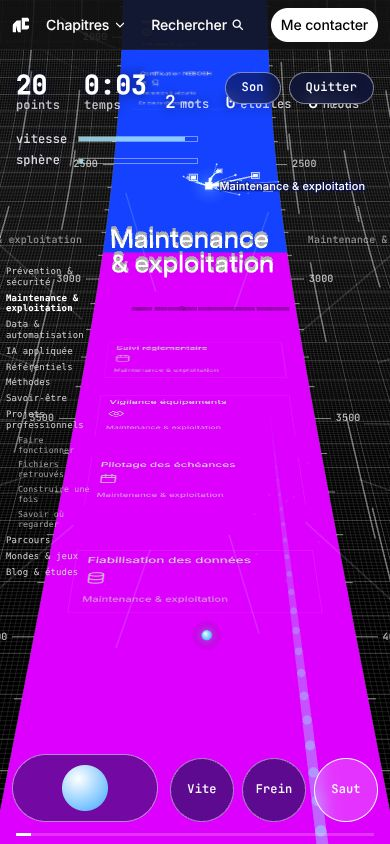 Chapitres
Rechercher
Me contacter
20
0:03
Son
Quitter
points
temps
2 mots
0 étoiles
vitesse
sphère
2500
2500
Maintenance & exploitation
Maintenance
& exploitation
exploitation
Maintenance &
Prévention &
sécurité
3000
3000
Maintenance &
exploitation
Data &
automatisation
IA appliquée
Référentiels
Méthodes
Savoir-être
Projets
professionnels
3500
3500
Faire
fonctionner
Fichiers
retrouvés
Construire une
fois
Savoir où
regarder
Parcours
Mondes & jeux
Blog & études
Suivi réglementaire
Maintenance & exploitation
Vigilance équipements
Maintenance & exploitation
Pilotage des échéances
Maintenance & exploitation
Fiabilisation des données
Maintenance & exploitation
Vite
Frein
Saut